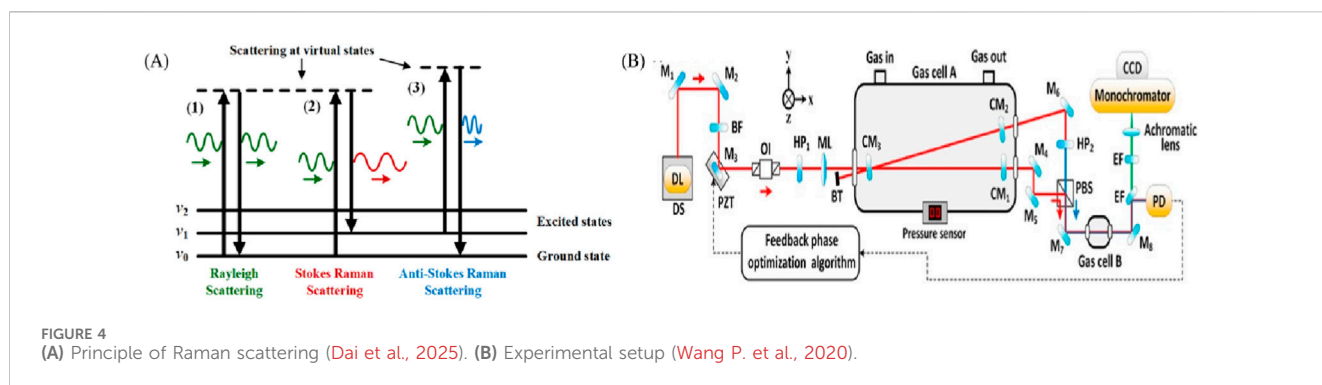 (A)
Scattering at virtual states
(1)
(2)
(3)
v2
v1
v0
Excited states
Ground state
Rayleigh
Scattering
Stokes Raman
Scattering
Anti-Stokes Raman
Scattering
(B)
M1
M2
BF
M3
DL
DS
PZT
OI
y
x
z
HP1
ML
BT
Gas in
Gas out
Gas cell A
CM3
CM2
CM1
Pressure sensor
Feedback phase
optimization algorithm
M6
HP2
M4
M5
PBS
M7
Gas cell B
M8
CCD
Monochromator
Achromatic
lens
EF
EF
PD
FIGURE 4
(A) Principle of Raman scattering (Dai et al., 2025). (B) Experimental setup (Wang P. et al., 2020).